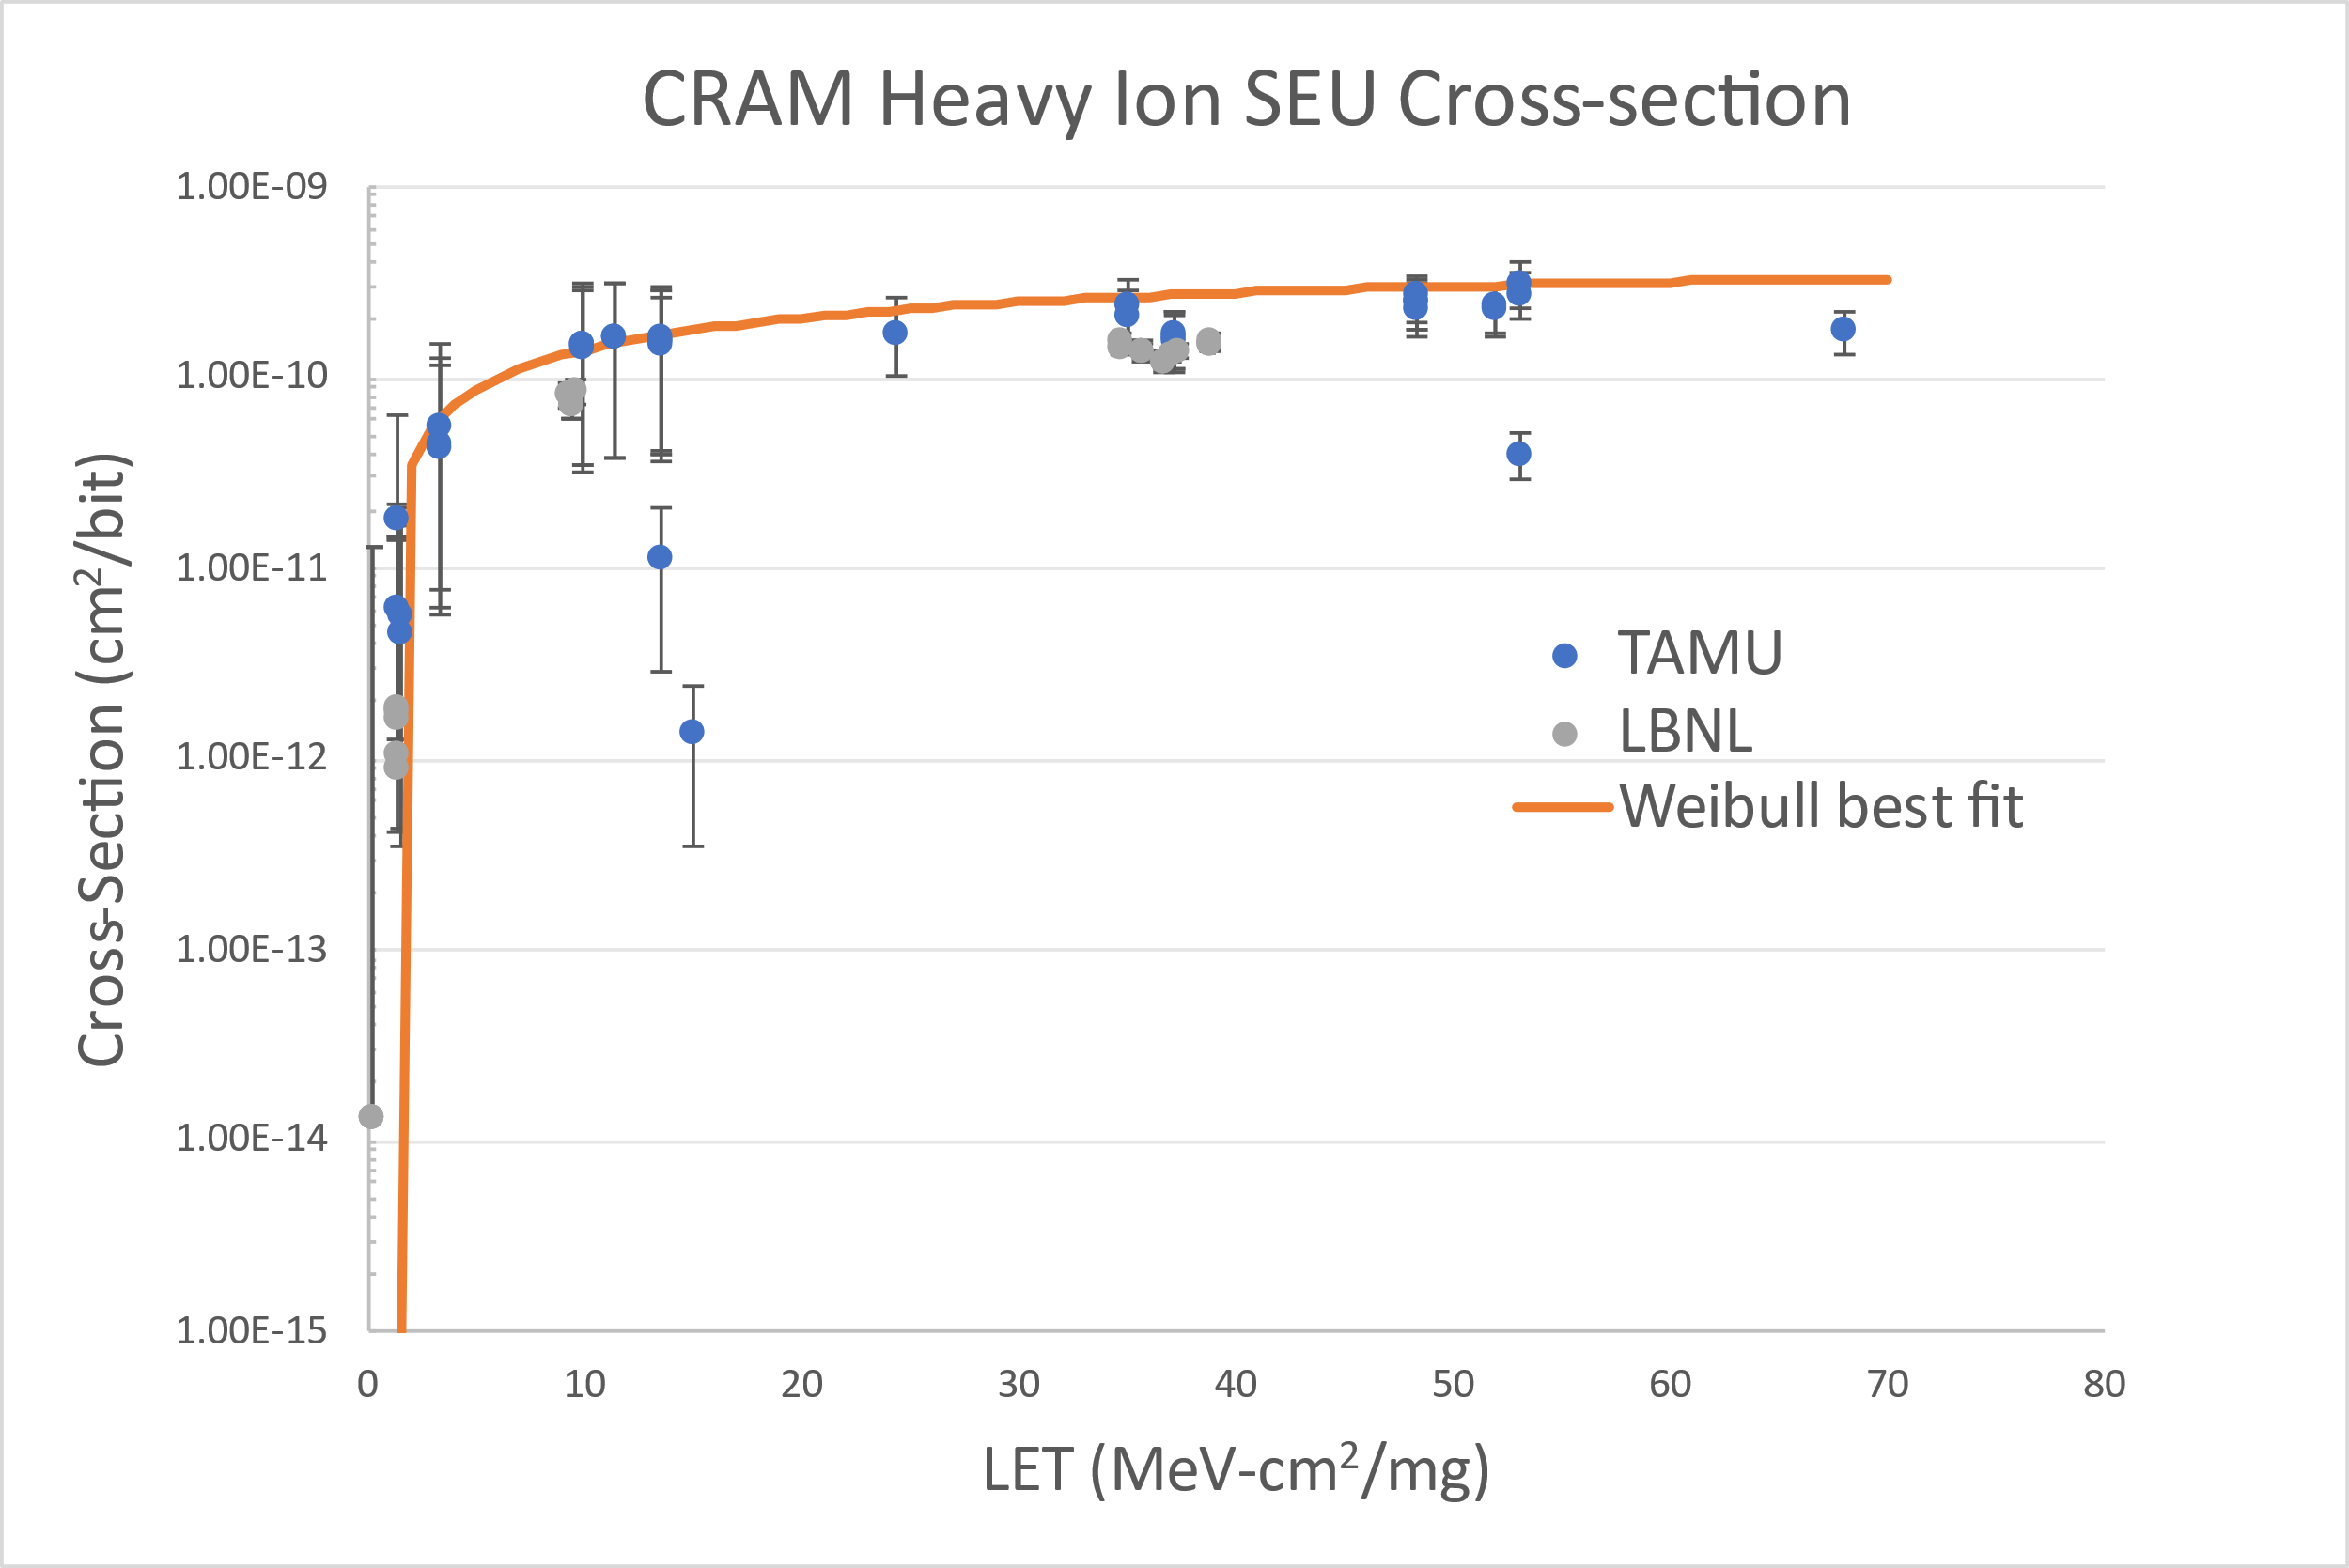 CRAM Heavy Ion SEU Cross-section
1.00E-09
1.00E-10
1.00E-11
1.00E-12
1.00E-13
1.00E-14
1.00E-15
Cross-Section (cm²/bit)
TAMU
LBNL
Weibull best fit
0 10 20 30 40 50 60 70 80
LET (MeV-cm²/mg)